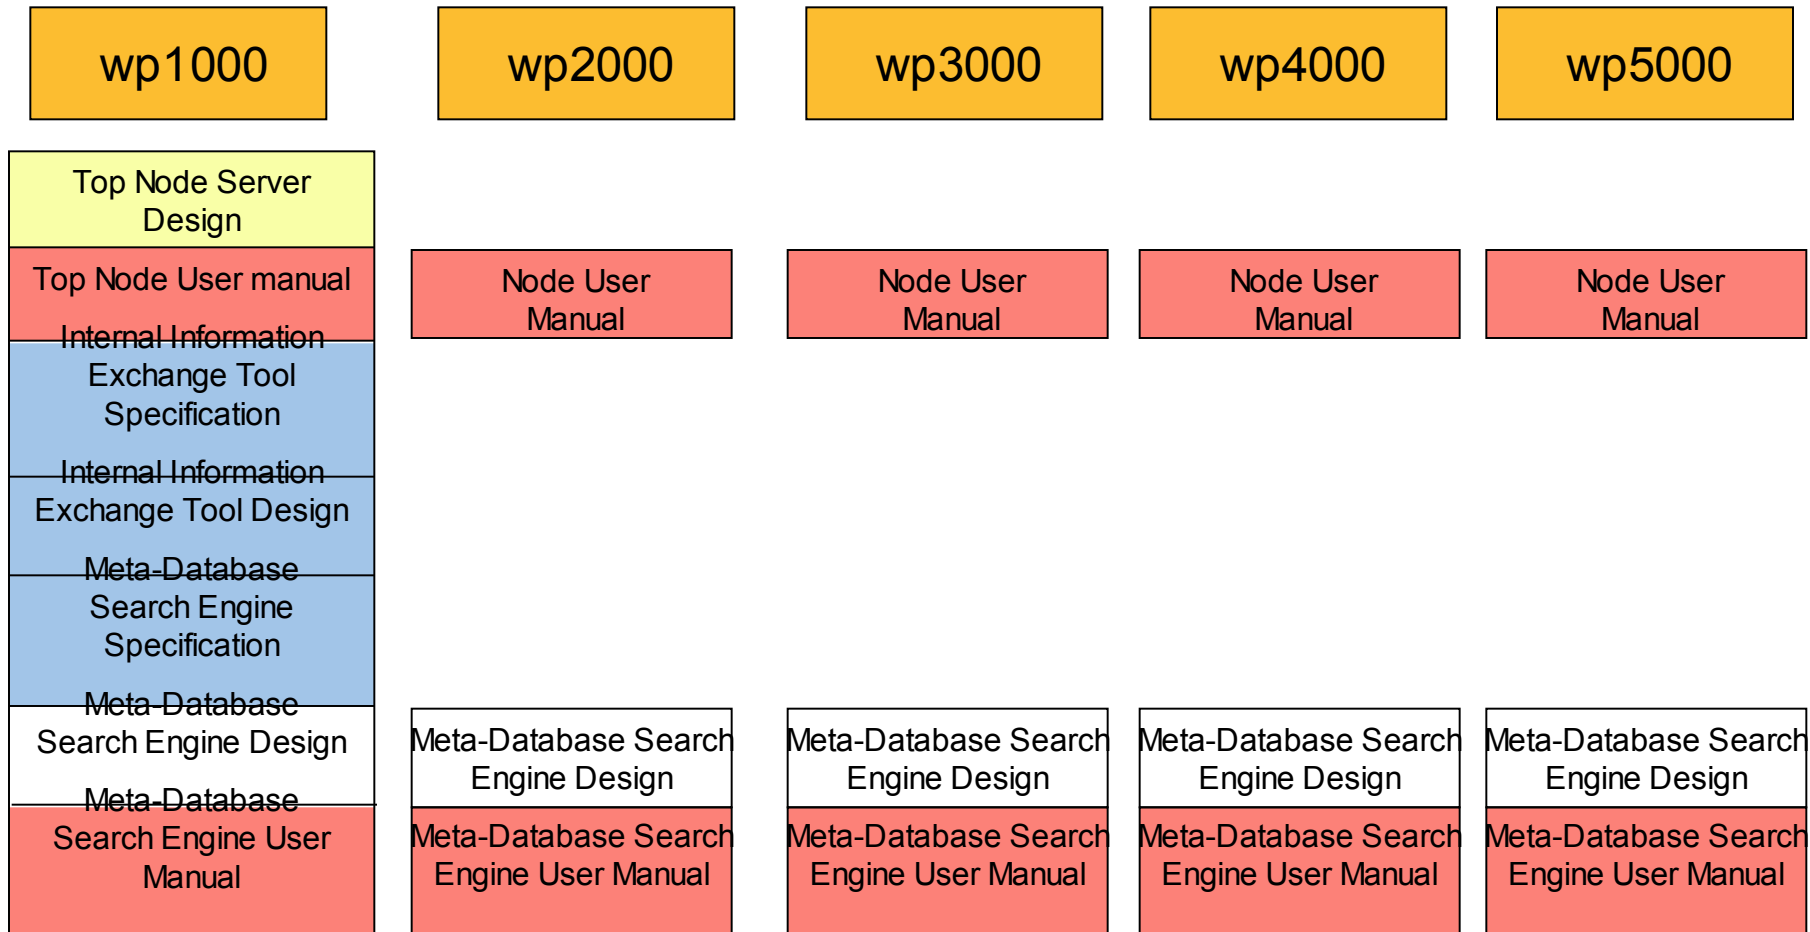 wp1000
wp2000
wp3000
wp4000
wp5000
Top Node Server
Design
Top Node User manual
Internal Information
Exchange Tool
Specification
Internal Information
Exchange Tool Design
Meta-Database
Search Engine
Specification
Meta-Database
Search Engine Design
Meta-Database
Search Engine User
Manual
Node User
Manual
Meta-Database Search
Engine Design
Meta-Database Search
Engine User Manual
Node User
Manual
Meta-Database Search
Engine Design
Meta-Database Search
Engine User Manual
Node User
Manual
Meta-Database Search
Engine Design
Meta-Database Search
Engine User Manual
Node User
Manual
Meta-Database Search
Engine Design
Meta-Database Search
Engine User Manual